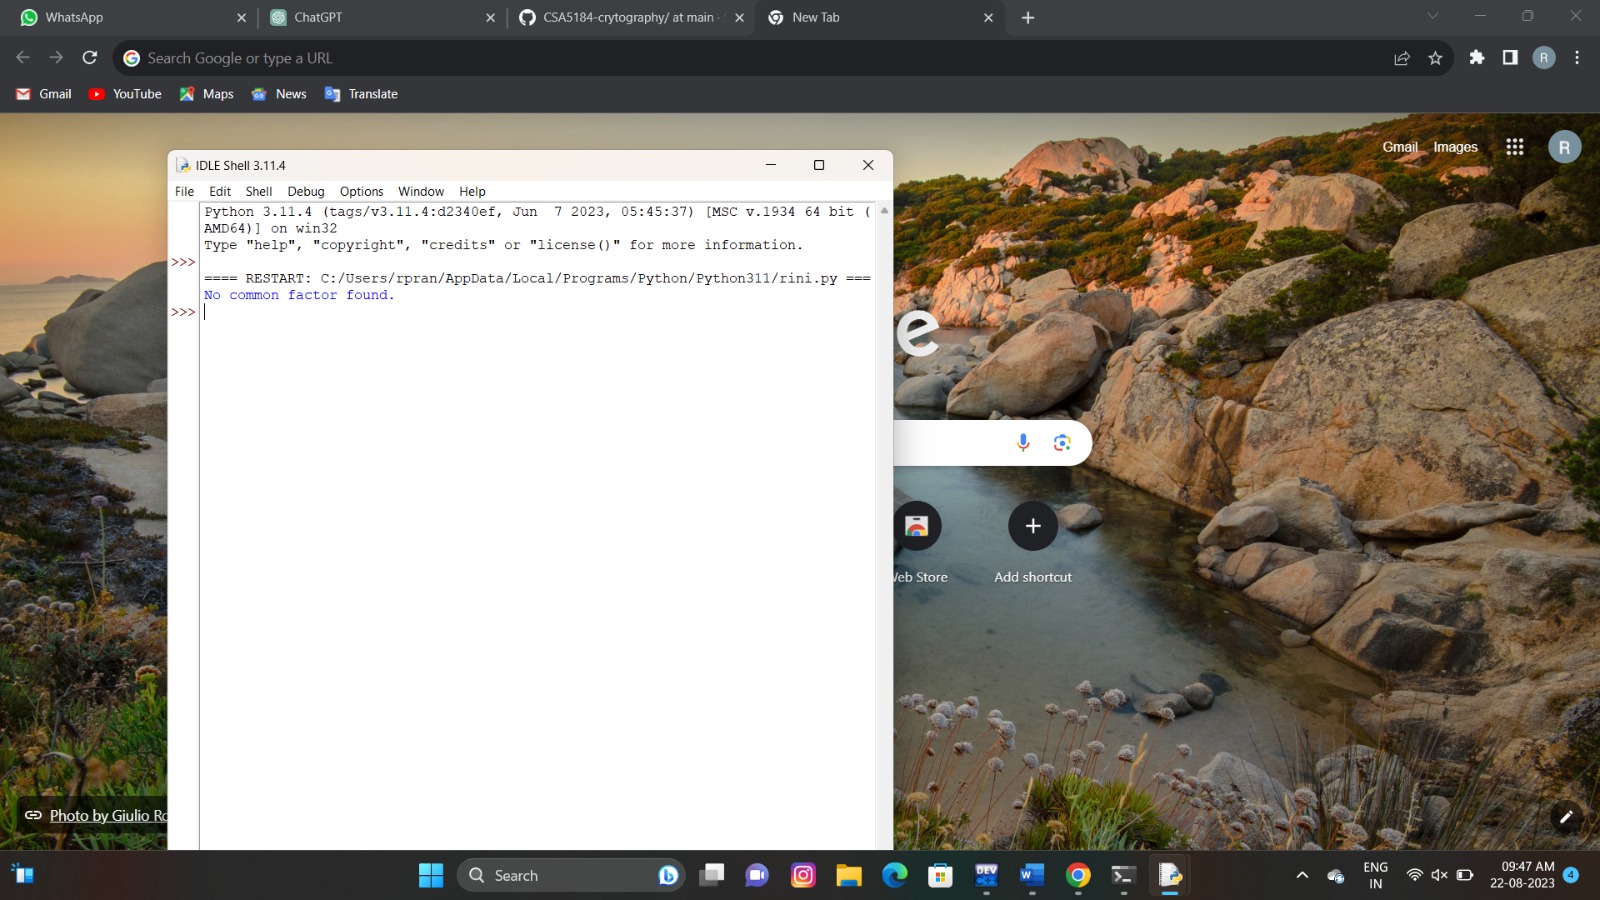 WhatsApp
ChatGPT
CSA5184-crytography/ at main ·
New Tab
Search Google or type a URL
R
Gmail
YouTube
Maps
News
Translate
Gmail
Images
R
IDLE Shell 3.11.4
File Edit Shell Debug Options Window Help
Python 3.11.4 (tags/v3.11.4:d2340ef, Jun  7 2023, 05:45:37) [MSC v.1934 64 bit (
AMD64)] on win32
Type "help", "copyright", "credits" or "license()" for more information.
>>>
==== RESTART: C:/Users/rpran/AppData/Local/Programs/Python/Python311/rini.py ===
No common factor found.
>>>
e
Web Store
Add shortcut
Photo by Giulio
Search
DEV
W
ENG
IN
09:47 AM
22-08-2023
4